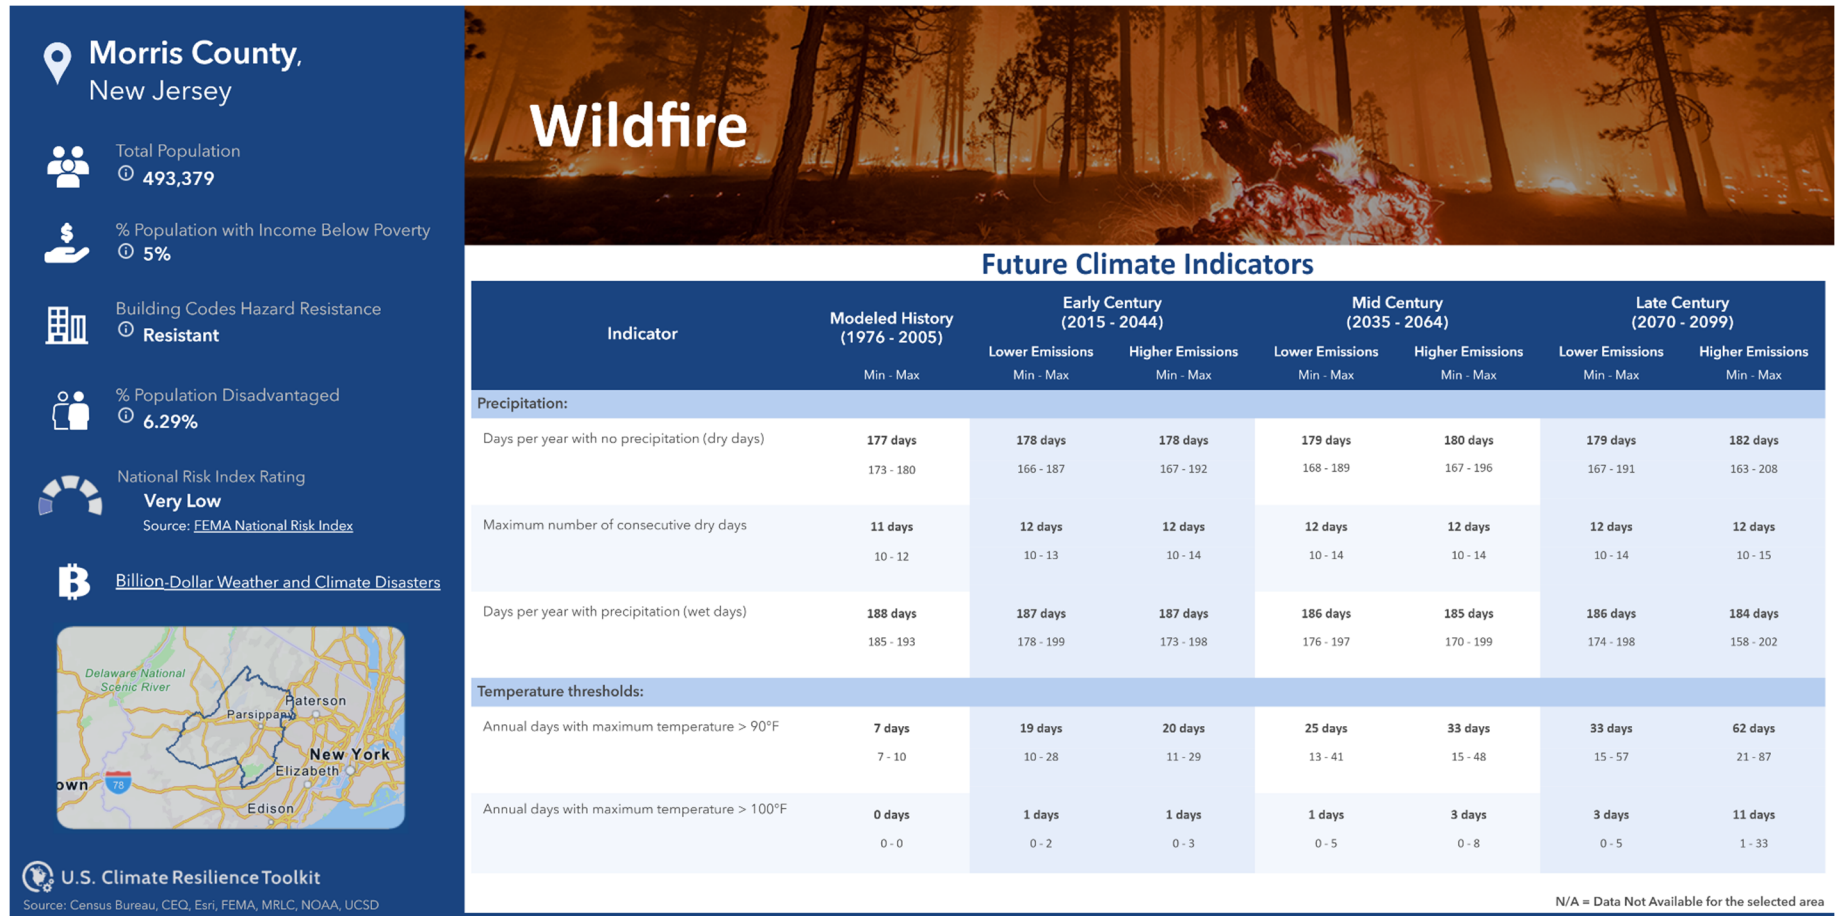 Morris County,
New Jersey
Total Population
493,379
% Population with Income Below Poverty
5%
Building Codes Hazard Resistance
Resistant
% Population Disadvantaged
6.29%
National Risk Index Rating
Very Low
Source: FEMA National Risk Index
Billion-Dollar Weather and Climate Disasters
Delaware National
Scenic River
Paterson
Parsippany
New York
Elizabeth
own
78
Edison
U.S. Climate Resilience Toolkit
Source: Census Bureau, CEQ, Esri, FEMA, MRLC, NOAA, UCSD
Wildfire
Future Climate Indicators
Indicator
Modeled History
(1976 - 2005)
Min - Max
Early Century
(2015 - 2044)
Lower Emissions Higher Emissions
Min - Max Min - Max
Mid Century
(2035 - 2064)
Lower Emissions Higher Emissions
Min - Max Min - Max
Late Century
(2070 - 2099)
Lower Emissions Higher Emissions
Min - Max Min - Max
Precipitation:
Days per year with no precipitation (dry days) 177 days 178 days 178 days 179 days 180 days 179 days 182 days
173 - 180 166 - 187 167 - 192 168 - 189 167 - 196 167 - 191 163 - 208
Maximum number of consecutive dry days 11 days 12 days 12 days 12 days 12 days 12 days 12 days
10 - 12 10 - 13 10 - 14 10 - 14 10 - 14 10 - 14 10 - 15
Days per year with precipitation (wet days) 188 days 187 days 187 days 186 days 185 days 186 days 184 days
185 - 193 178 - 199 173 - 198 176 - 197 170 - 199 174 - 198 158 - 202
Temperature thresholds:
Annual days with maximum temperature > 90°F 7 days 19 days 20 days 25 days 33 days 33 days 62 days
7 - 10 10 - 28 11 - 29 13 - 41 15 - 48 15 - 57 21 - 87
Annual days with maximum temperature > 100°F 0 days 1 days 1 days 1 days 3 days 3 days 11 days
0 - 0 0 - 2 0 - 3 0 - 5 0 - 8 0 - 5 1 - 33
N/A = Data Not Available for the selected area